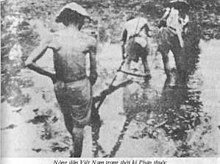 Nông dân Việt Nam trong thời kì Pháp thuộc